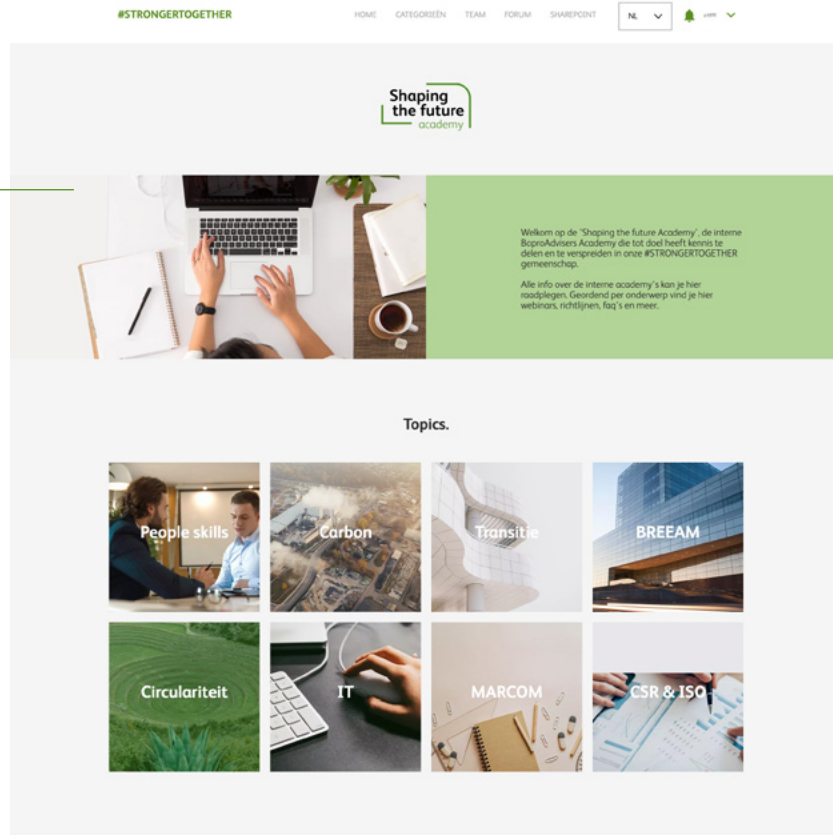 #STRONGERTOGETHER
HOME CATEGORIEËN TEAM FORUM SHAREPOINT NL
Shaping
the future
academy
Welkom op de 'Shaping the future Academy', de interne
BoproAdvisers Academy die tot doel heeft kennis te
delen en te verspreiden in onze #STRONGERTOGETHER
gemeenschap.
Alle info over de interne academy's kan je hier
raadplegen. Geordend per onderwerp vind je hier
webinars, richtlijnen, faq's en meer.
Topics.
People skills
Carbon
Transitie
BREEAM
Circulariteit
IT
MARCOM
CSR & ISO